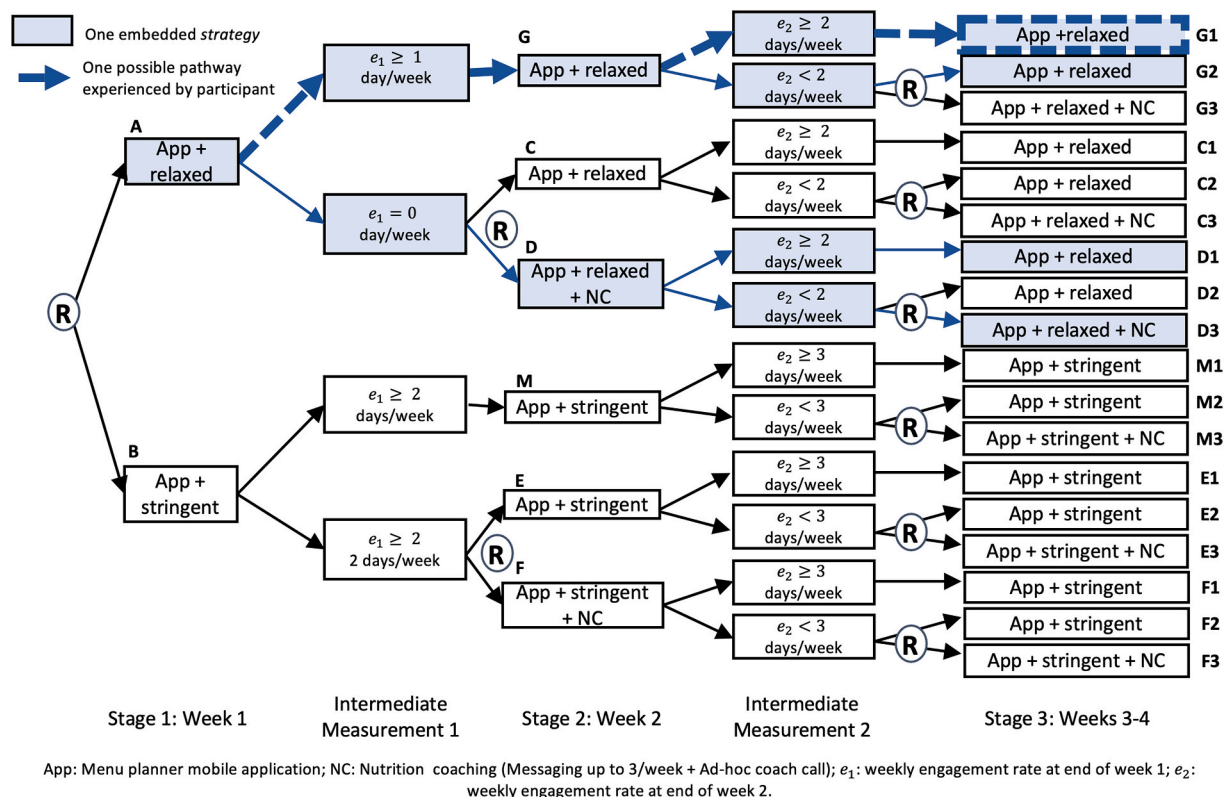 One embedded strategy
One possible pathway
experienced by participant
R
A
App +
relaxed
B
App +
stringent
e₁ ≥ 1
day/week
e₁ = 0
day/week
e₁ ≥ 2
days/week
e₁ ≥ 2
2 days/week
R
R
G
App + relaxed
C
App + relaxed
D
App + relaxed
+ NC
M
App + stringent
E
App + stringent
F
App + stringent
+ NC
e₂ ≥ 2
days/week
e₂ < 2
days/week
e₂ ≥ 2
days/week
e₂ < 2
days/week
e₂ ≥ 2
days/week
e₂ < 2
days/week
e₂ ≥ 3
days/week
e₂ < 3
days/week
e₂ ≥ 3
days/week
e₂ < 3
days/week
e₂ ≥ 3
days/week
e₂ < 3
days/week
R
R
R
R
R
R
App +relaxed G1
App + relaxed G2
App + relaxed + NC G3
App + relaxed C1
App + relaxed C2
App + relaxed + NC C3
App + relaxed D1
App + relaxed D2
App + relaxed + NC D3
App + stringent M1
App + stringent M2
App + stringent + NC M3
App + stringent E1
App + stringent E2
App + stringent + NC E3
App + stringent F1
App + stringent F2
App + stringent + NC F3
Stage 1: Week 1
Intermediate
Measurement 1
Stage 2: Week 2
Intermediate
Measurement 2
Stage 3: Weeks 3-4
App: Menu planner mobile application; NC: Nutrition coaching (Messaging up to 3/week + Ad-hoc coach call); e₁: weekly engagement rate at end of week 1; e₂:
weekly engagement rate at end of week 2.